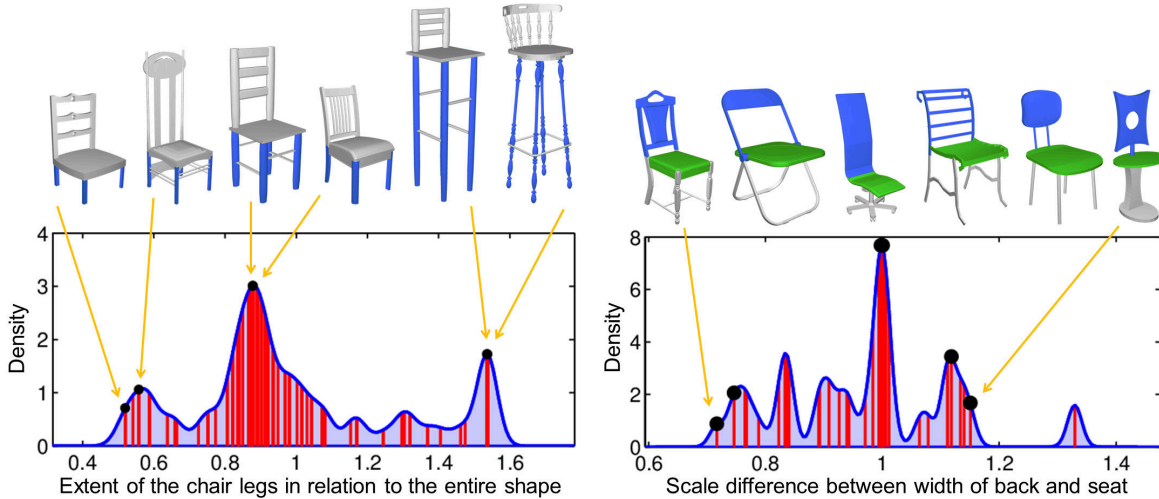 4
3
2
1
0
Density
0.4 0.6 0.8 1 1.2 1.4 1.6
Extent of the chair legs in relation to the entire shape
8
6
4
2
0
Density
0.6 0.8 1 1.2 1.4
Scale difference between width of back and seat